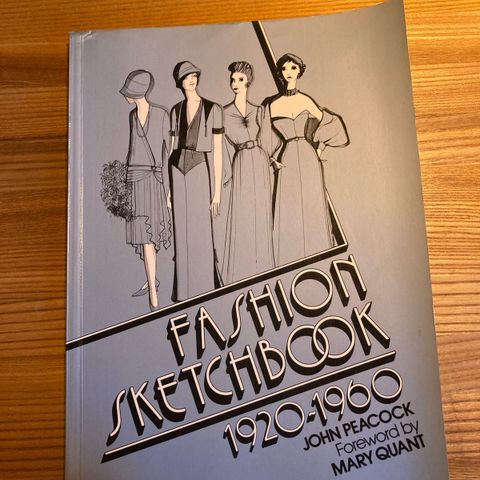 FASHION
SKETCHBOOK
1920-1960
JOHN PEACOCK
Foreword by
MARY QUANT